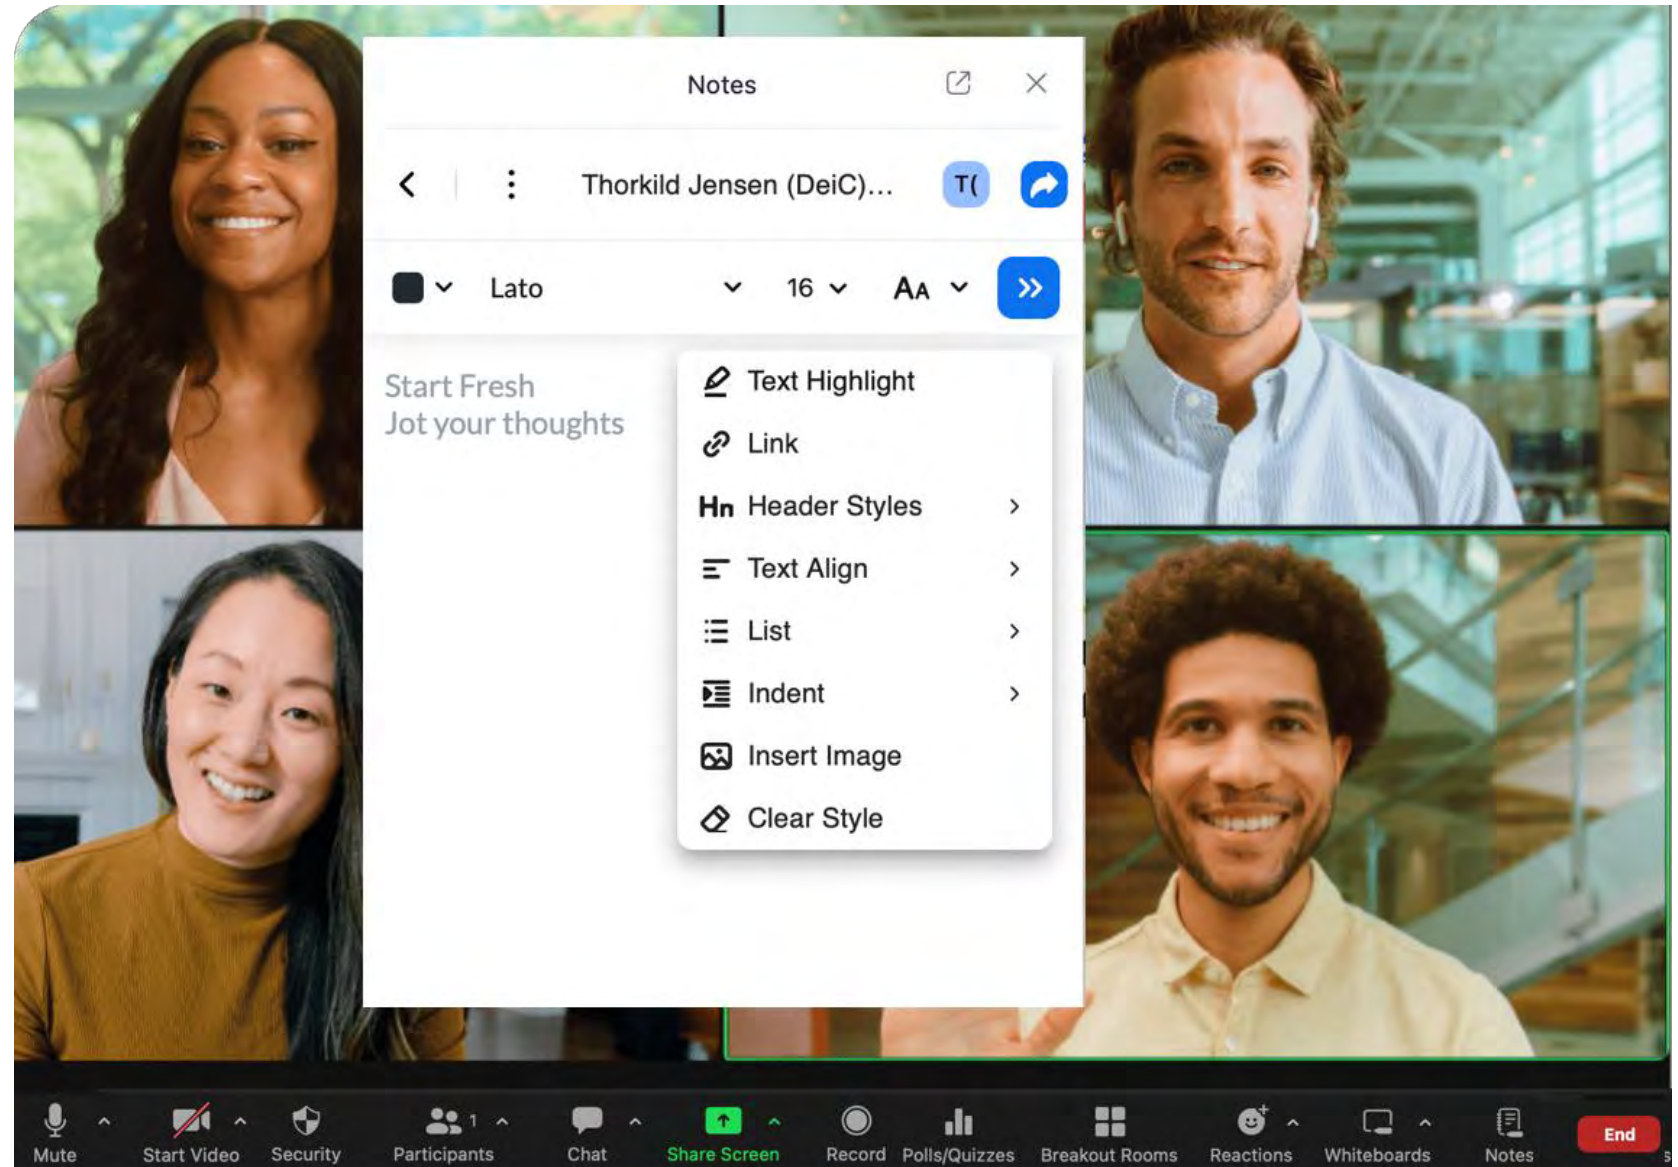 Notes
Thorkild Jensen (DeiC)... T(
Lato 16 AA
Start Fresh
Jot your thoughts
Text Highlight
Link
Hn Header Styles
Text Align
List
Indent
Insert Image
Clear Style
1
Mute Start Video Security Participants Chat Share Screen Record Polls/Quizzes Breakout Rooms Reactions Whiteboards Notes End